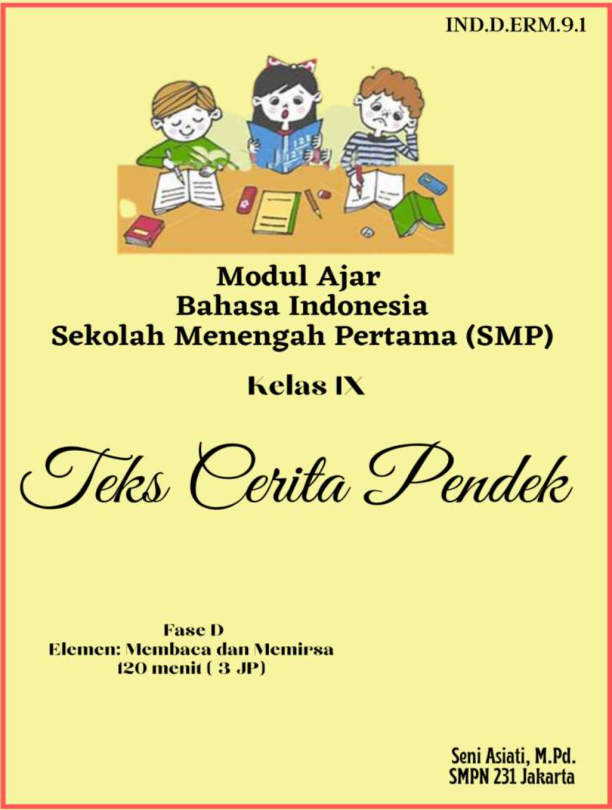 IND.D.ERM.9.1
Modul Ajar
Bahasa Indonesia
Sekolah Menengah Pertama (SMP)
Kelas IX
Teks Cerita Pendek
Fase D
Elemen: Membaca dan Memirsa
120 menit ( 3 JP)
Seni Asiati, M.Pd.
SMPN 231 Jakarta